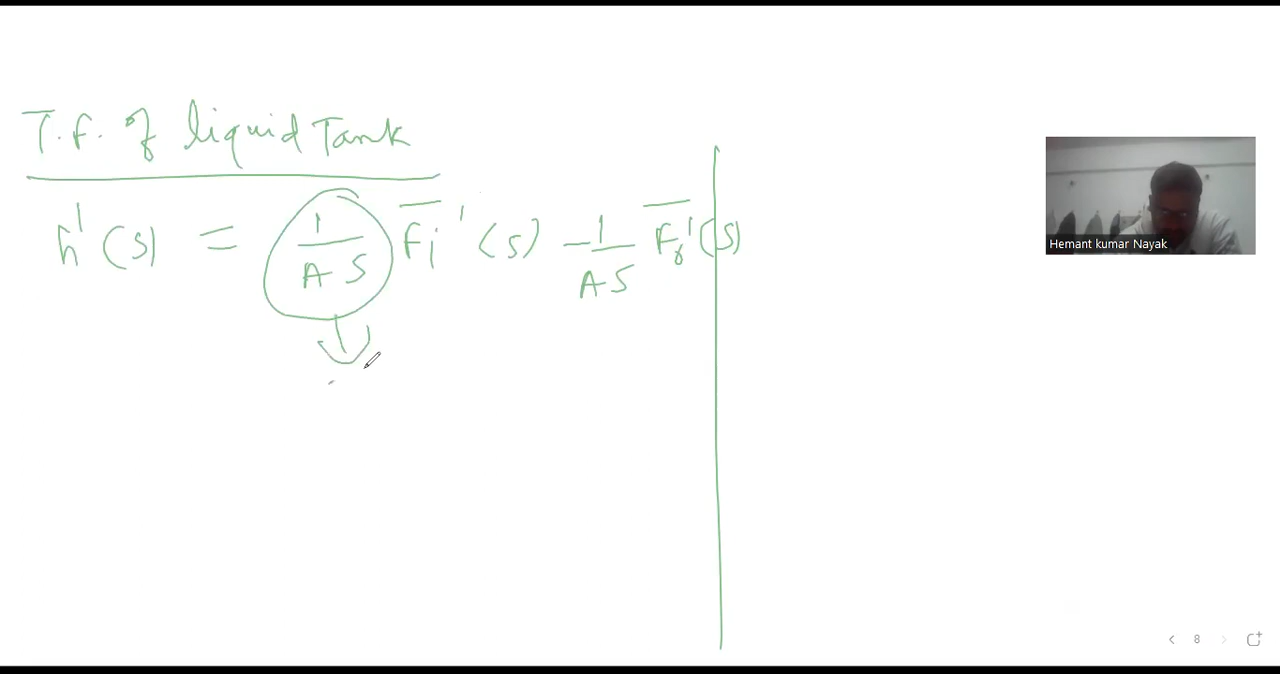 T.F. of liquid Tank
h'(s) = 1/AS F̅i'(s) - 1/AS F̅o'(s)
Hemant kumar Nayak
8